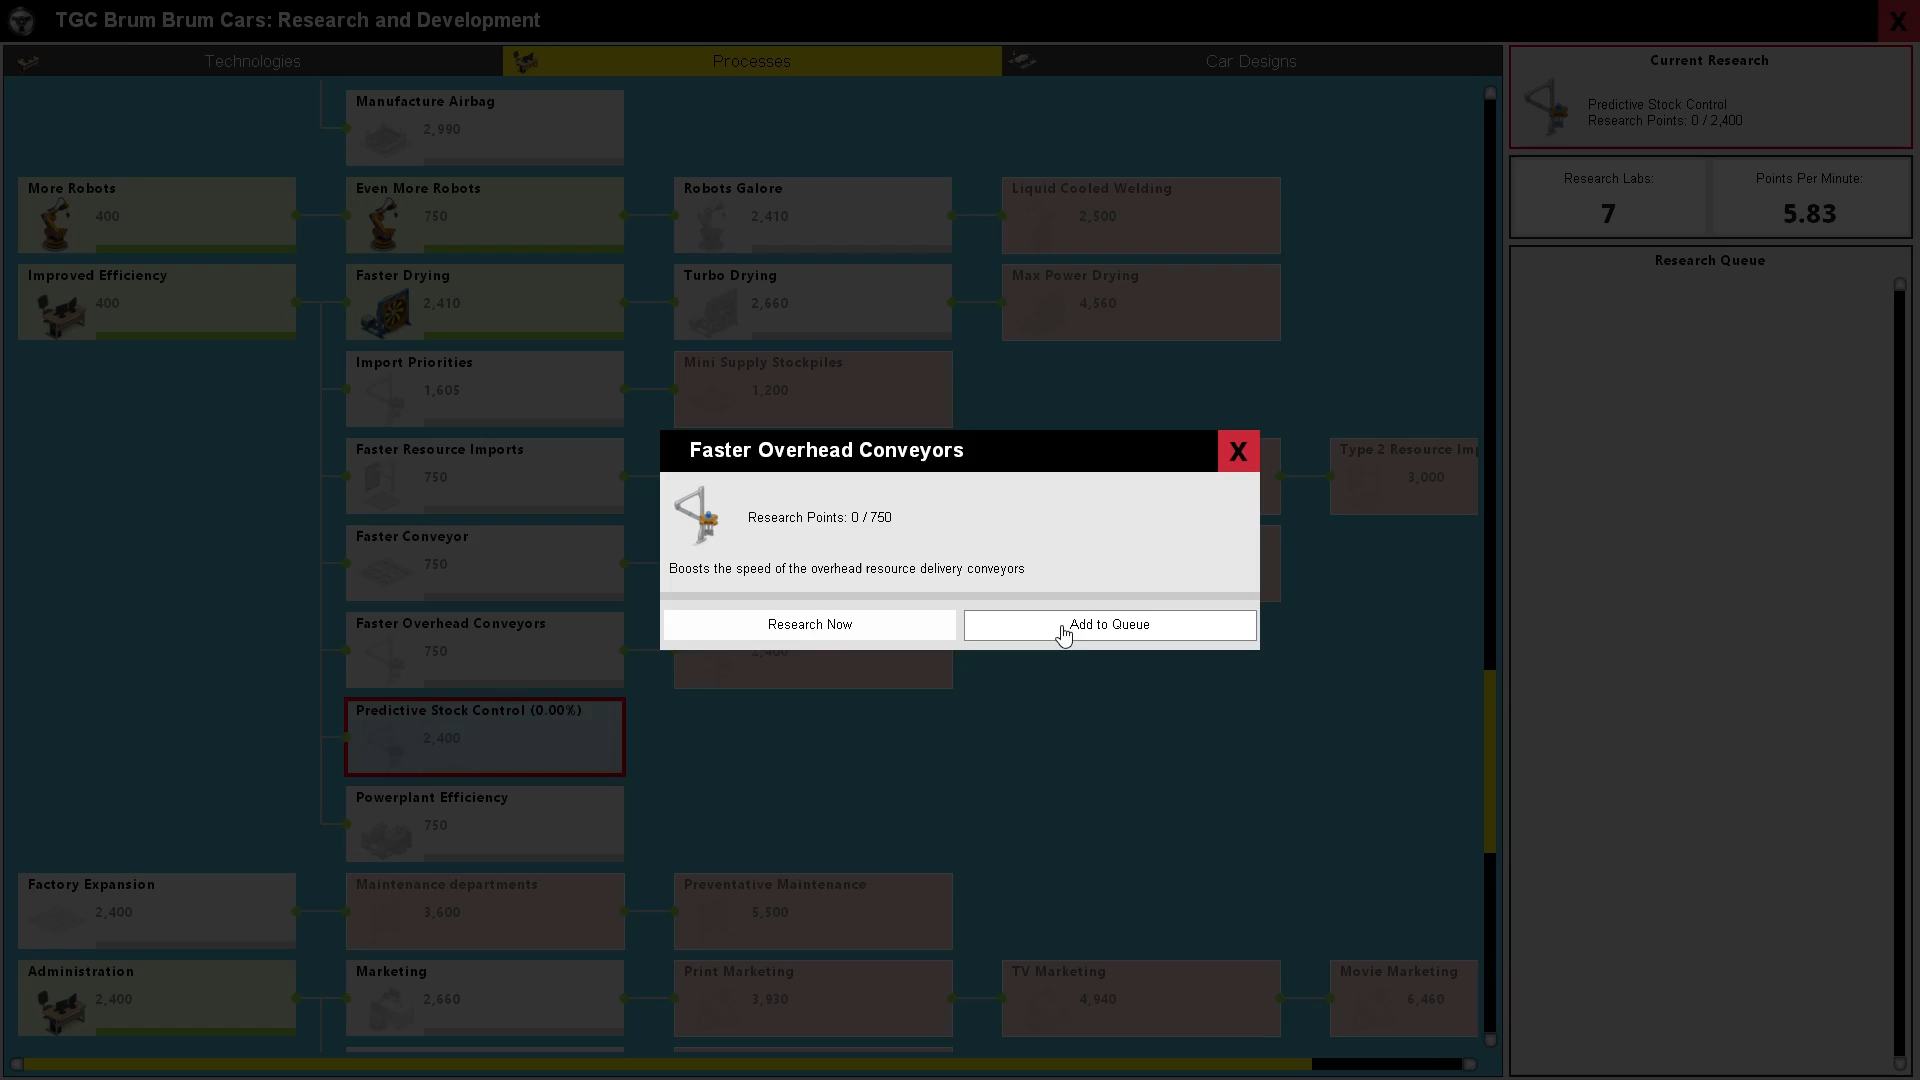 TGC Brum Brum Cars: Research and Development
X
Technologies
Processes
Car Designs
Current Research
Predictive Stock Control
Research Points: 0 / 2,400
Research Labs:
7
Points Per Minute:
5.83
Research Queue
Manufacture Airbag
2,990
More Robots
400
Even More Robots
750
Robots Galore
2,410
Liquid Cooled Welding
2,500
Improved Efficiency
400
Faster Drying
2,410
Turbo Drying
2,660
Max Power Drying
4,560
Import Priorities
1,605
Mini Supply Stockpiles
1,200
Faster Resource Imports
750
Type 2 Resource Im
3,000
Faster Conveyor
750
Faster Overhead Conveyors
750
2,400
Predictive Stock Control (0.00%)
2,400
Powerplant Efficiency
750
Factory Expansion
2,400
Maintenance departments
3,600
Preventative Maintenance
5,500
Administration
2,400
Marketing
2,660
Print Marketing
3,930
TV Marketing
4,940
Movie Marketing
6,460
Faster Overhead Conveyors
X
Research Points: 0 / 750
Boosts the speed of the overhead resource delivery conveyors
Research Now
Add to Queue